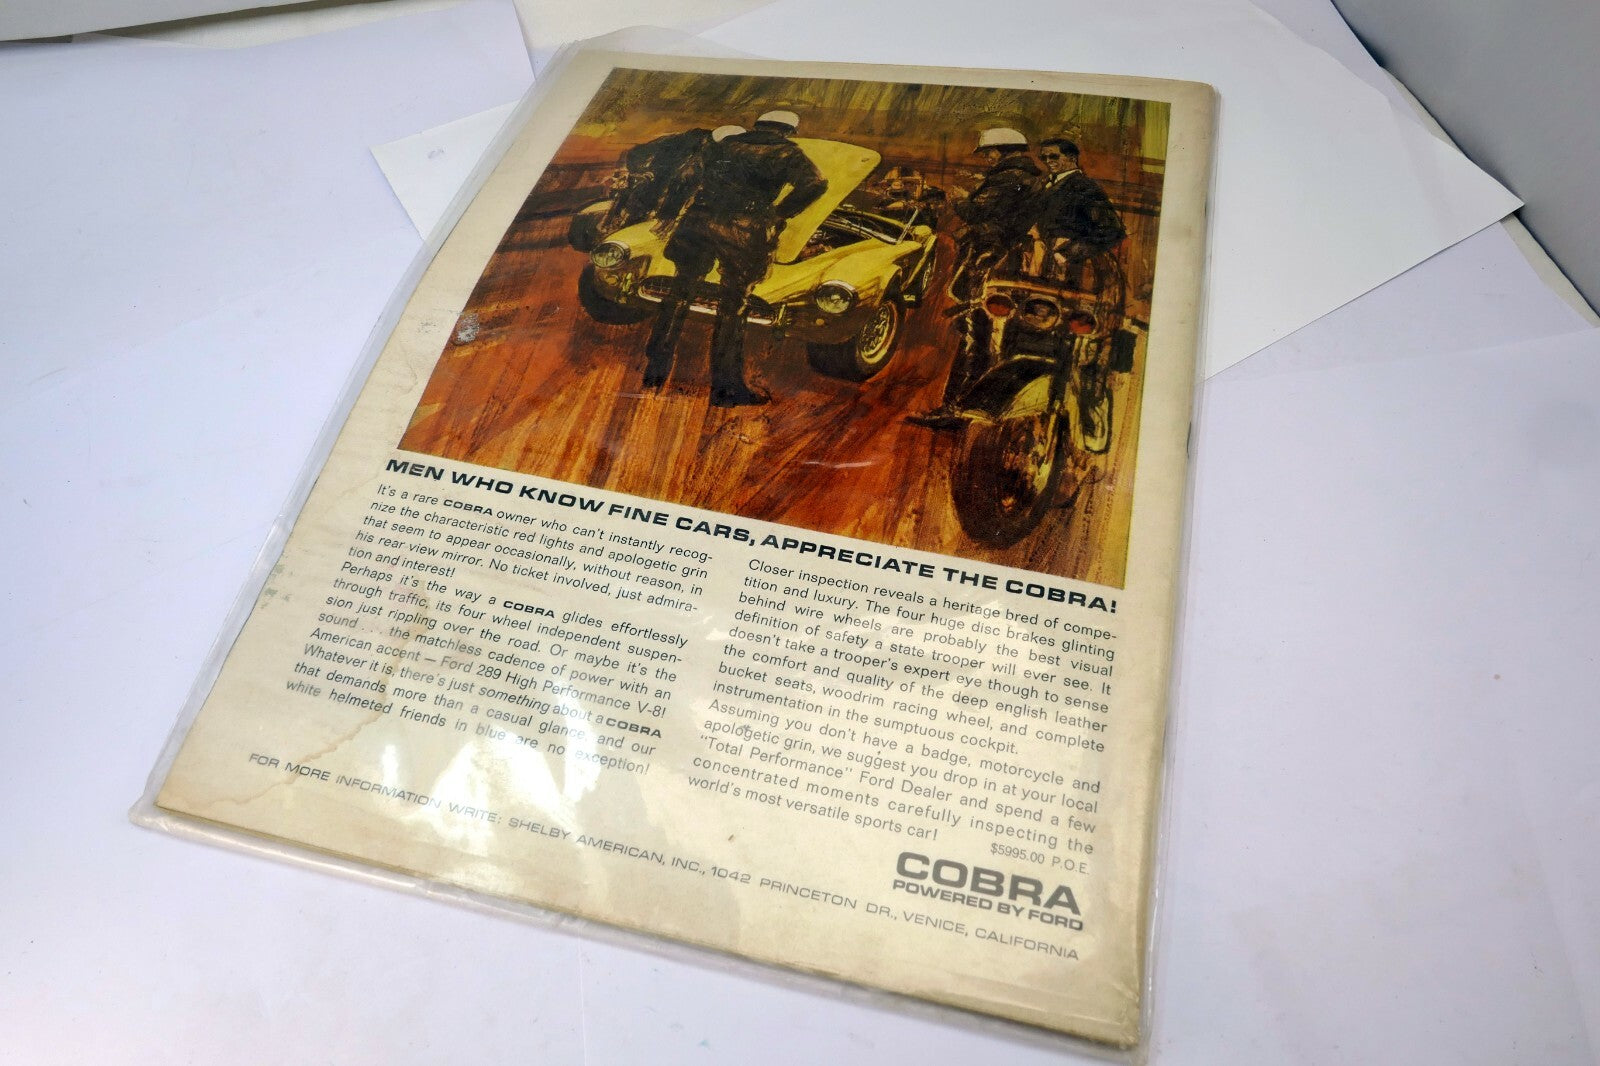 MEN WHO KNOW FINE CARS, APPRECIATE THE COBRA!
It's a rare COBRA owner who can't instantly recog-
nize the characteristic red lights and apologetic grin
that seem to appear occasionally, without reason, in
his rear view mirror. No ticket involved, just admira-
tion and interest!
Perhaps it's the way a COBRA glides effortlessly
through traffic, its four wheel independent suspen-
sion just rippling over the road. Or maybe it's the
sound . . . the matchless cadence of power with an
American accent — Ford 289 High Performance V-8!
Whatever it is, there's just something about a COBRA
that demands more than a casual glance, and our
white helmeted friends in blue are no exception!
Closer inspection reveals a heritage bred of compe-
tition and luxury. The four huge disc brakes glinting
behind wire wheels are probably the best visual
definition of safety a state trooper will ever see. It
doesn't take a trooper's expert eye though to sense
the comfort and quality of the deep english leather
bucket seats, woodrim racing wheel, and complete
instrumentation in the sumptuous cockpit.
Assuming you don't have a badge, motorcycle and
apologetic grin, we suggest you drop in at your local
"Total Performance" Ford Dealer and spend a few
concentrated moments carefully inspecting the
world's most versatile sports car!
$5995.00 P.O.E.
COBRA
POWERED BY FORD
FOR MORE INFORMATION WRITE: SHELBY AMERICAN, INC., 1042 PRINCETON DR., VENICE, CALIFORNIA